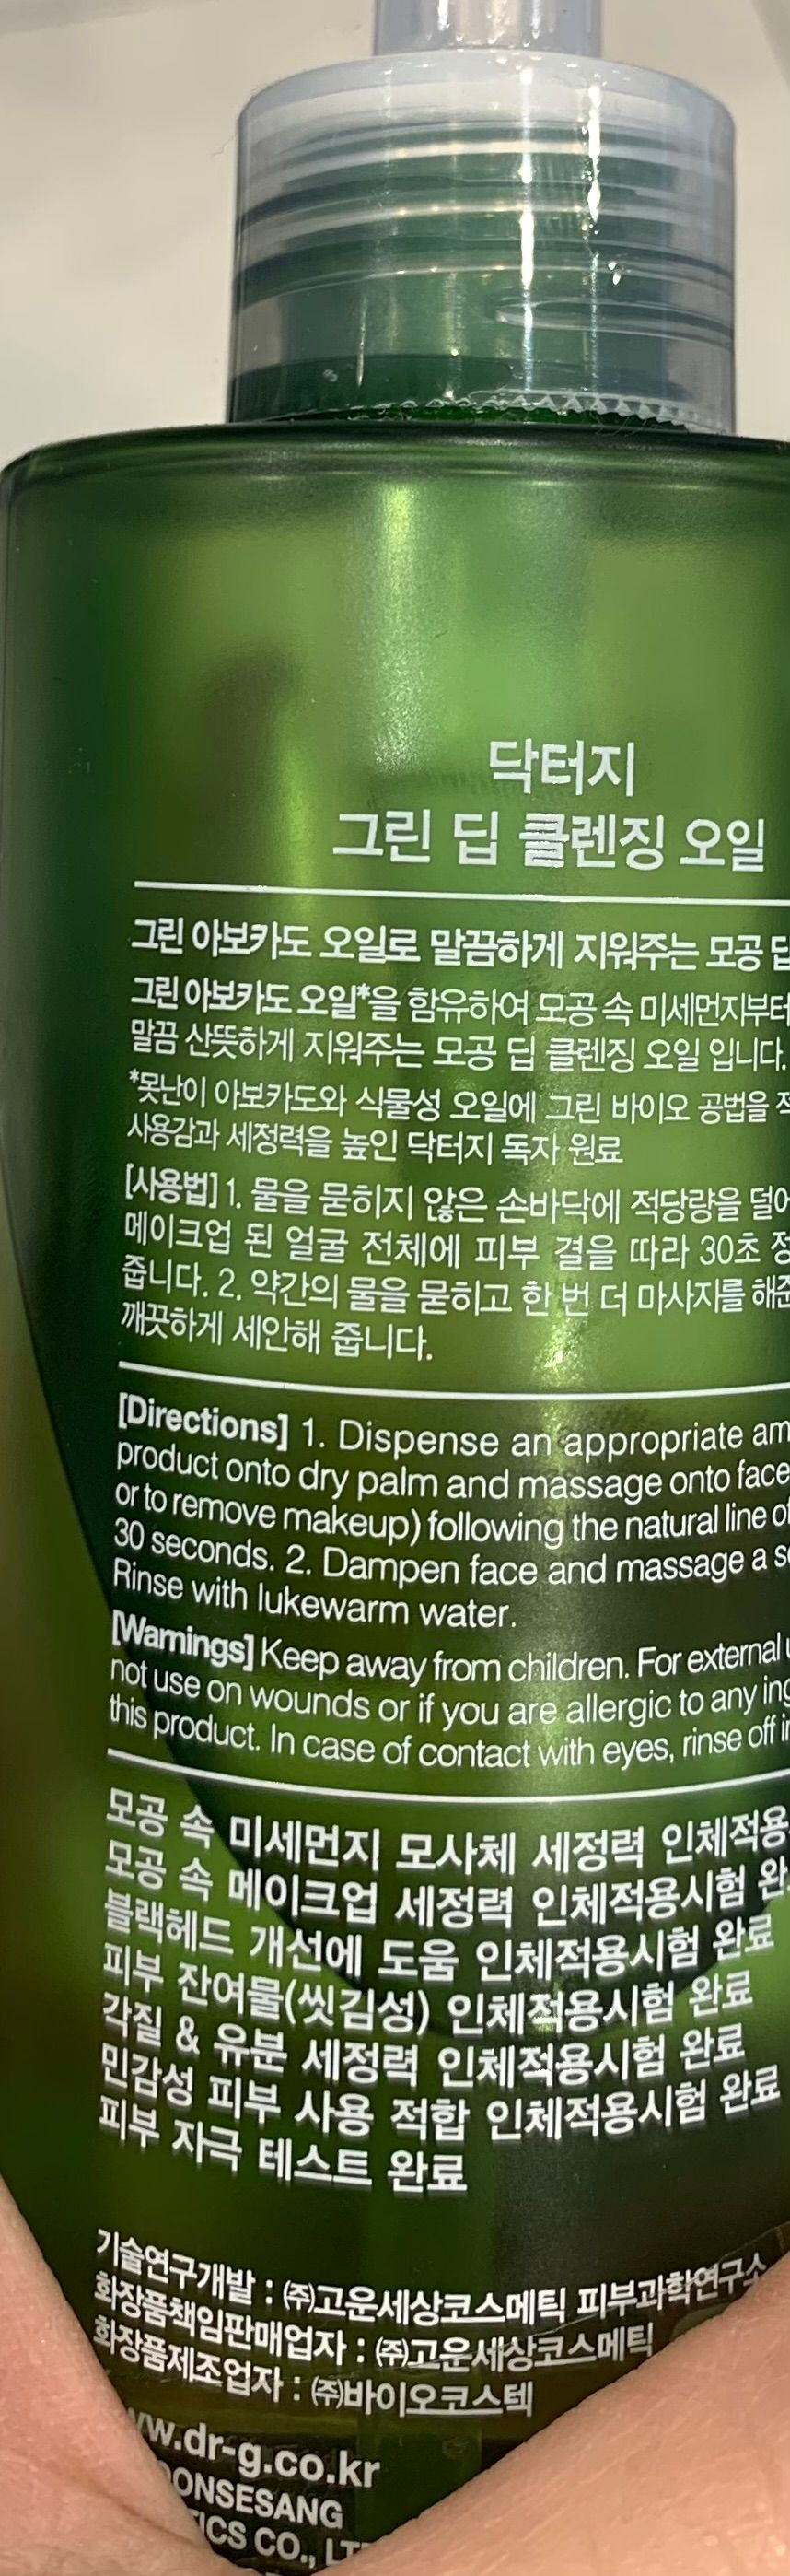 닥터지
그린 딥 클렌징 오일
그린 아보카도 오일로 말끔하게 지워주는 모공 딥
그린 아보카도 오일*을 함유하여 모공 속 미세먼지부터
말끔 산뜻하게 지워주는 모공 딥 클렌징 오일 입니다.
*못난이 아보카도와 식물성 오일에 그린 바이오 공법을
사용감과 세정력을 높인 닥터지 독자 원료
[사용법] 1. 물을 묻히지 않은 손바닥에 적당량을 덜어
메이크업 된 얼굴 전체에 피부 결을 따라 30초
줍니다. 2. 약간의 물을 묻히고 한 번 더 마사지를
깨끗하게 세안해 줍니다.
[Directions] 1. Dispense an appropriate am
product onto dry palm and massage onto face
or to remove makeup) following the natural line of
30 seconds. 2. Dampen face and massage a
Rinse with lukewarm water.
[Warnings] Keep away from children. For external
not use on wounds or if you are allergic to any ing
this product. In case of contact with eyes, rinse off
모공 속 미세먼지 모사체 세정력 인체적용
모공 속 메이크업 세정력 인체적용시험
블랙헤드 개선에 도움 인체적용시험 완료
피부 잔여물(씻김성) 인체적용시험 완료
각질 & 유분 세정력 인체적용시험 완료
민감성 피부 사용 적합 인체적용시험 완료
피부 자극 테스트 완료
기술연구개발 : ㈜고운세상코스메틱 피부과학연구소
화장품책임판매업자 : ㈜고운세상코스메틱
화장품제조업자 : ㈜바이오코스텍
ww.dr-g.co.kr
OONSESANG
ICS CO., LT